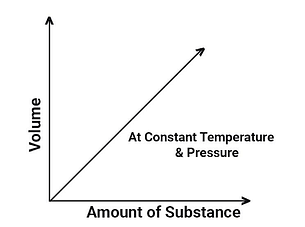 Volume
At Constant Temperature
& Pressure
Amount of Substance